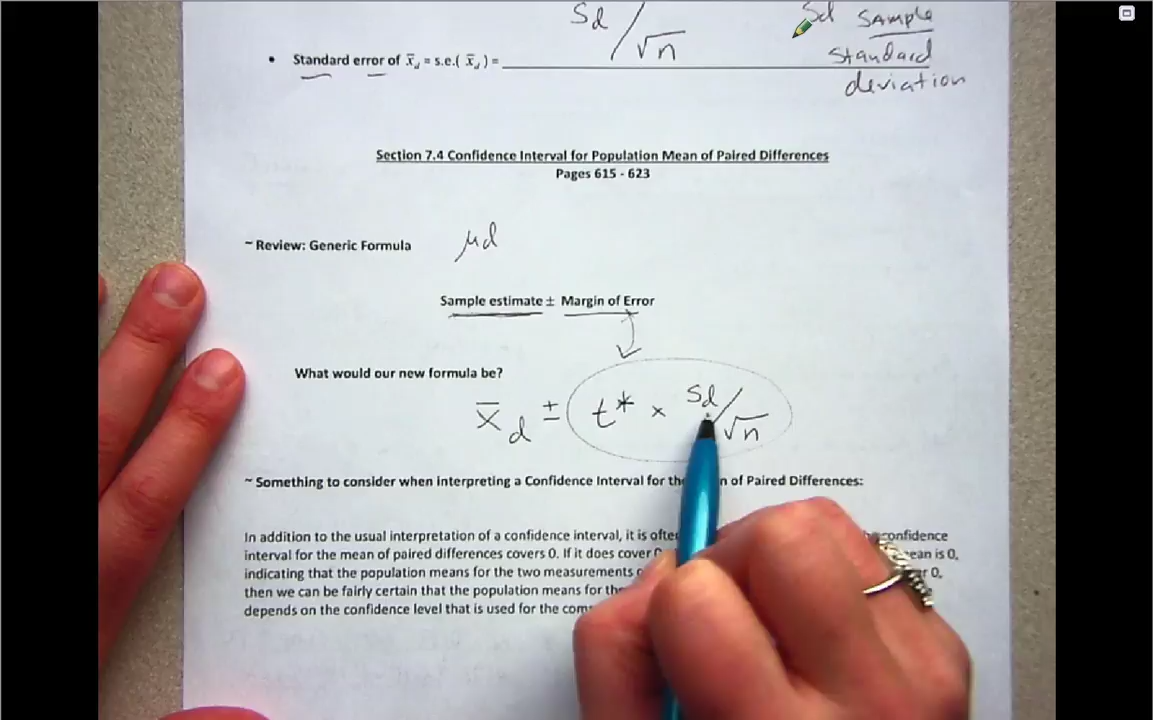 Sd / √n
Sd Sample
Standard
deviation
• Standard error of x̄d = s.e.( x̄d ) =
Section 7.4 Confidence Interval for Population Mean of Paired Differences
Pages 615 - 623
~ Review: Generic Formula μd
Sample estimate ± Margin of Error
What would our new formula be?
x̄d ± t* × Sd/√n
~ Something to consider when interpreting a Confidence Interval for the n of Paired Differences:
In addition to the usual interpretation of a confidence interval, it is confidence
interval for the mean of paired differences covers 0. If it does cover 0 is 0,
indicating that the population means for the two measurements 0,
then we can be fairly certain that the population means for
depends on the confidence level that is used for the